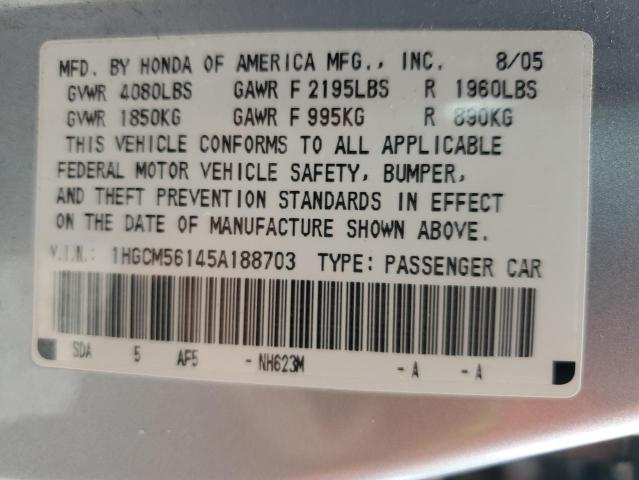 MFD. BY HONDA OF AMERICA MFG., INC. 8/05
GVWR 4080LBS GAWR F 2195LBS R 1960LBS
GVWR 1850KG GAWR F 995KG R 890KG
THIS VEHICLE CONFORMS TO ALL APPLICABLE
FEDERAL MOTOR VEHICLE SAFETY, BUMPER,
AND THEFT PREVENTION STANDARDS IN EFFECT
ON THE DATE OF MANUFACTURE SHOWN ABOVE.
V.I.N.: 1HGCM56145A188703 TYPE: PASSENGER CAR
SDA 5 AF5 - NH623M - A - A